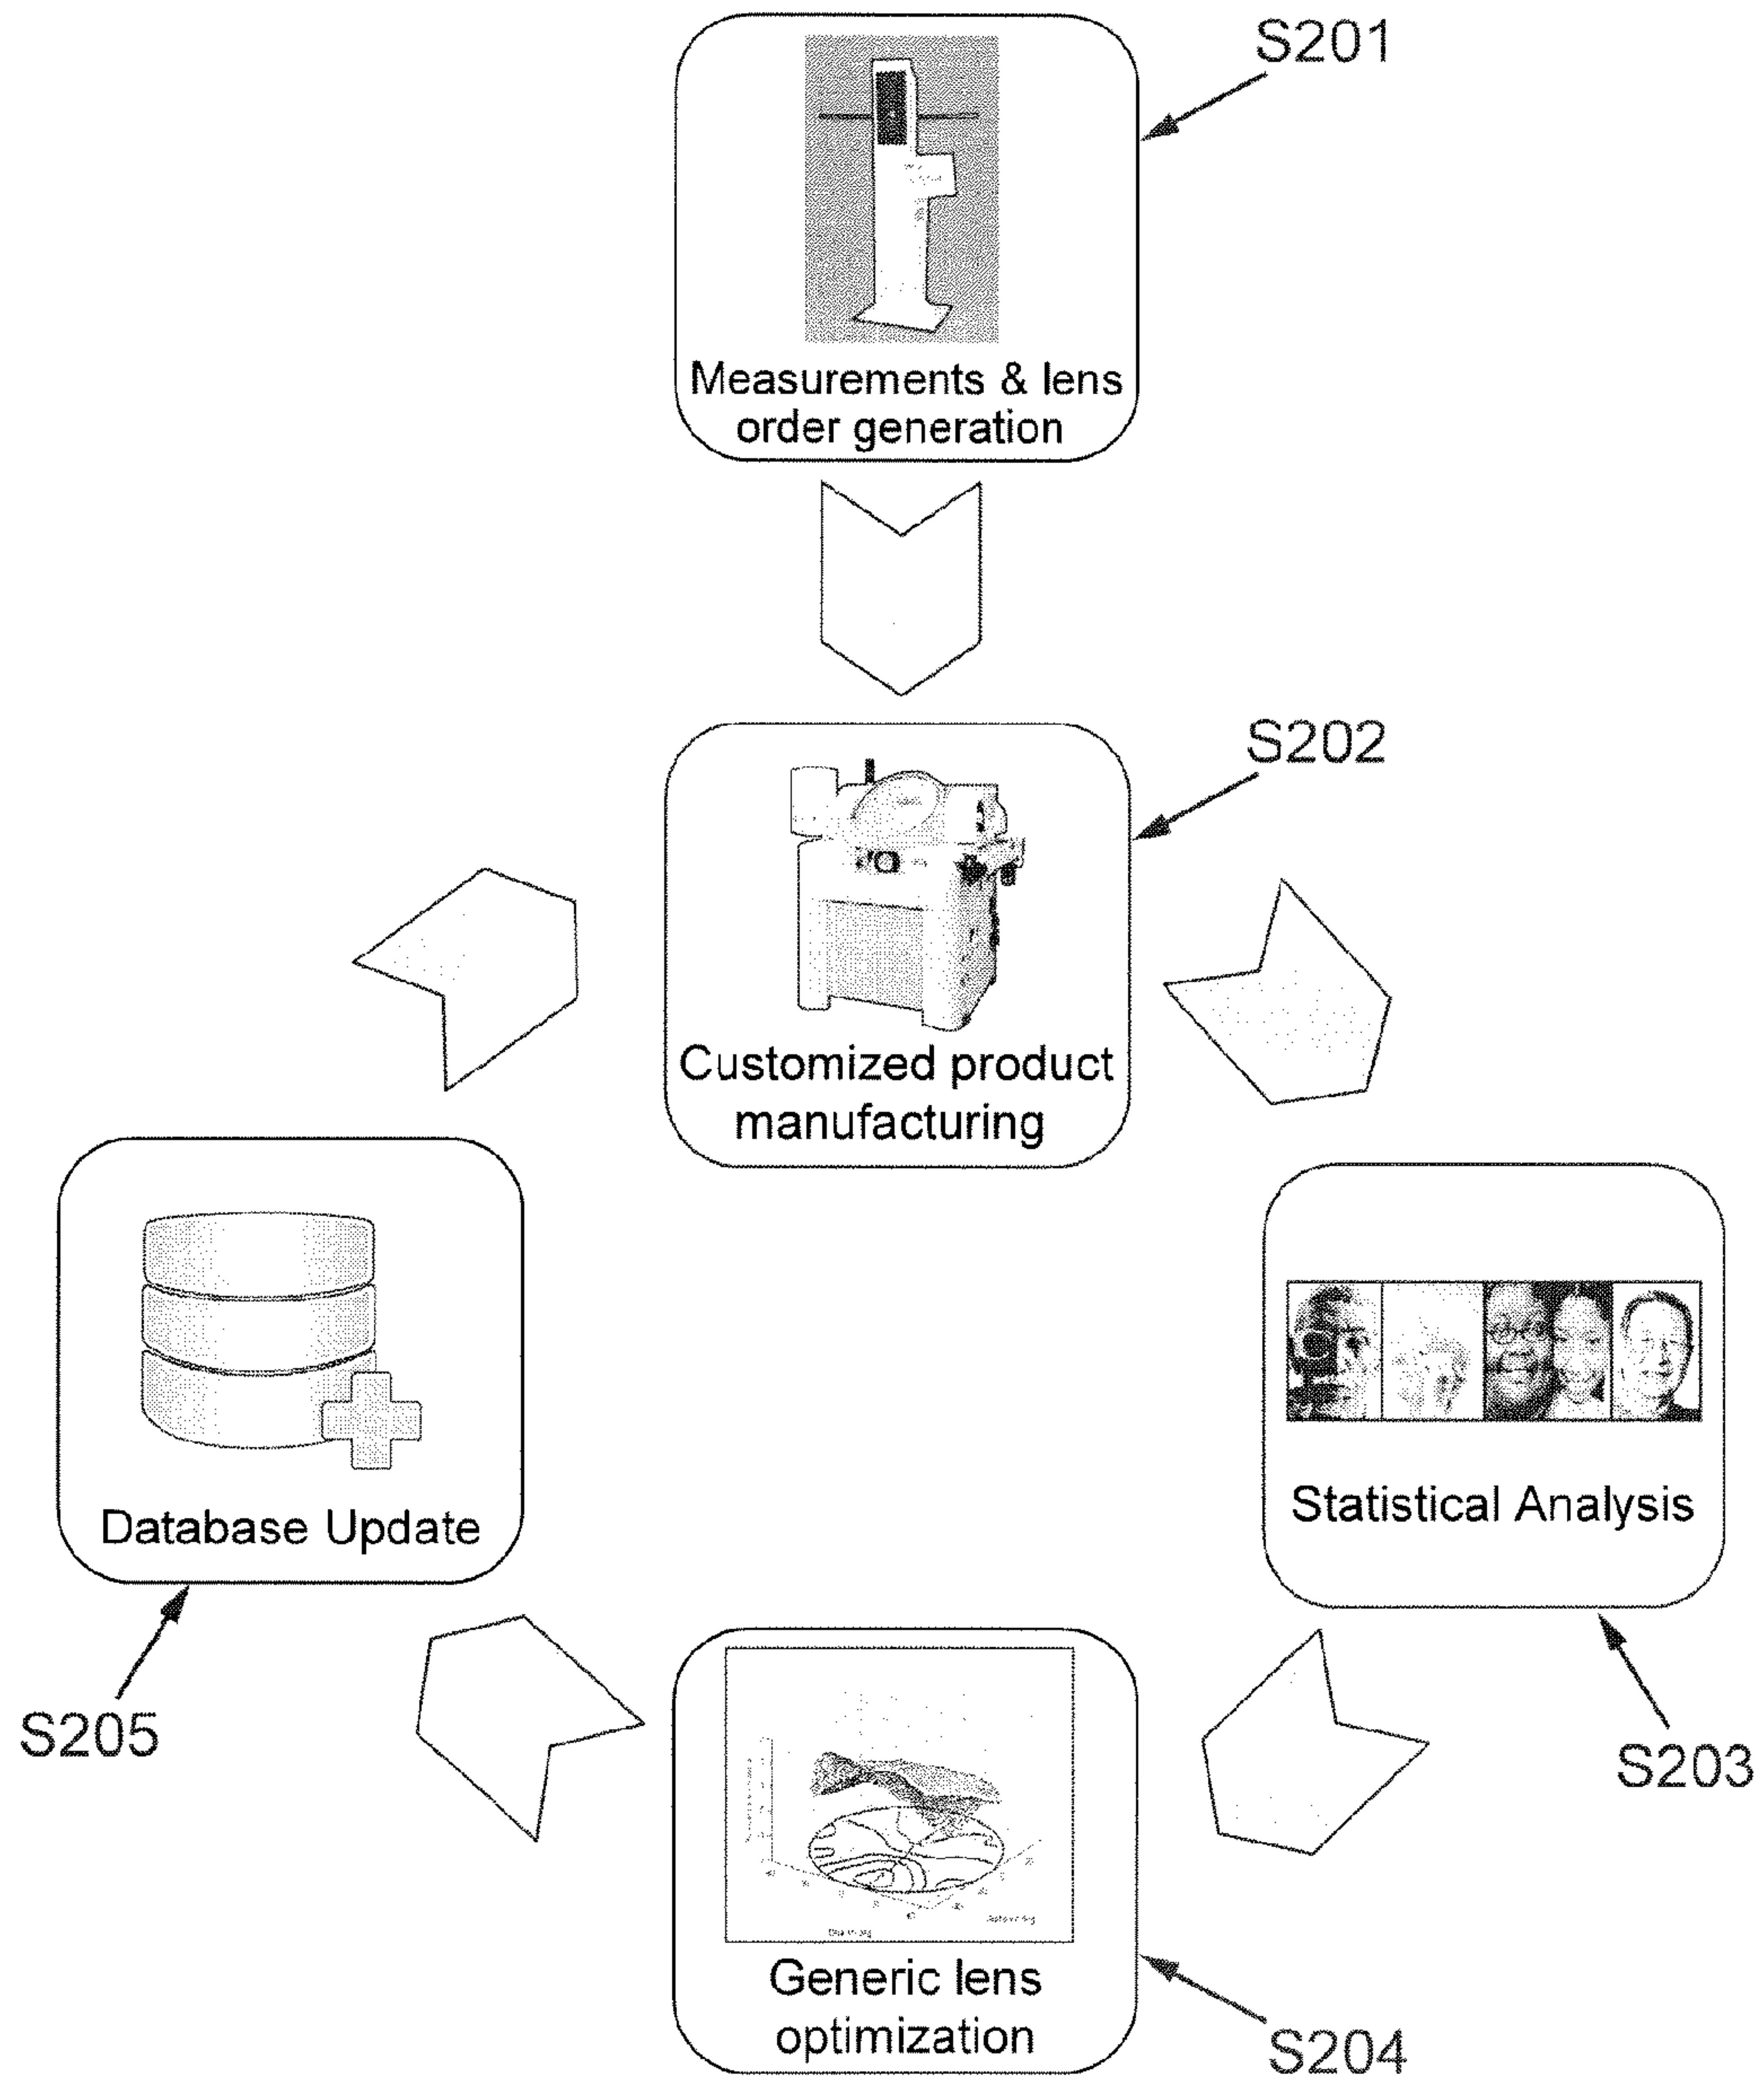 S201
Measurements & lens
order generation
S202
Customized product
manufacturing
Database Update
Statistical Analysis
S205
S203
Generic lens
optimization
S204